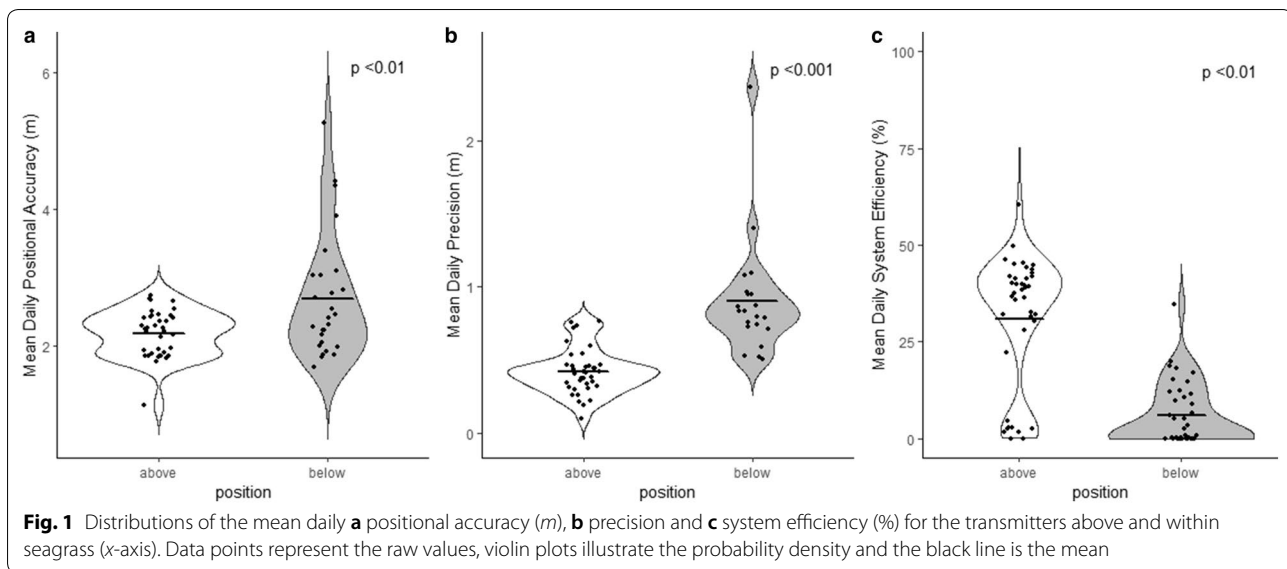 a
Mean Daily Positional Accuracy (m)
6
4
2
p <0.01
above
below
position
b
Mean Daily Precision (m)
2
1
0
p <0.001
above
below
position
c
Mean Daily System Efficiency (%)
100
75
50
25
0
p <0.01
above
below
position
Fig. 1 Distributions of the mean daily a positional accuracy (m), b precision and c system efficiency (%) for the transmitters above and within
seagrass (x-axis). Data points represent the raw values, violin plots illustrate the probability density and the black line is the mean